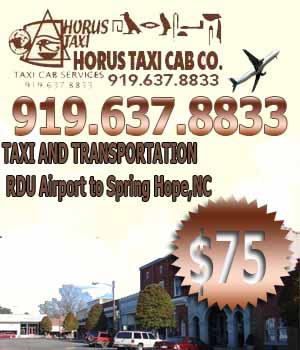 HORUS
TAXI
TAXI CAB SERVICES
919.637.8833
HORUS TAXI CAB CO.
919.637.8833
919.637.8833
TAXI AND TRANSPORTATION
RDU Airport to Spring Hope,NC
$75